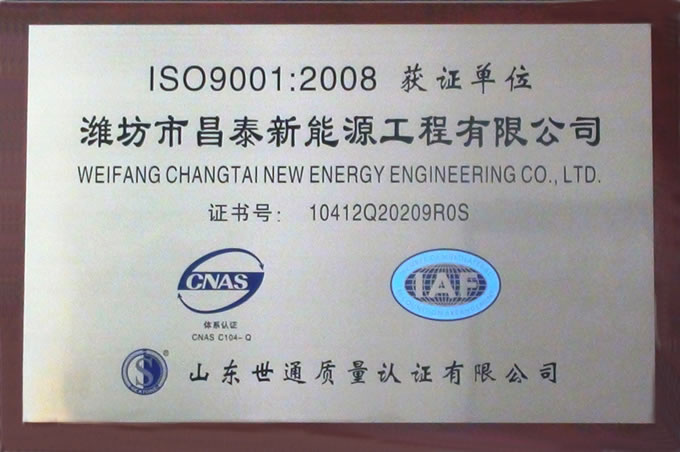 ISO9001:2008 获证单位
潍坊市昌泰新能源工程有限公司
WEIFANG CHANGTAI NEW ENERGY ENGINEERING CO., LTD.
证书号: 10412Q20209R0S
CNAS
体系认证
CNAS C104-Q
IAF
S
®
山东世通质量认证有限公司